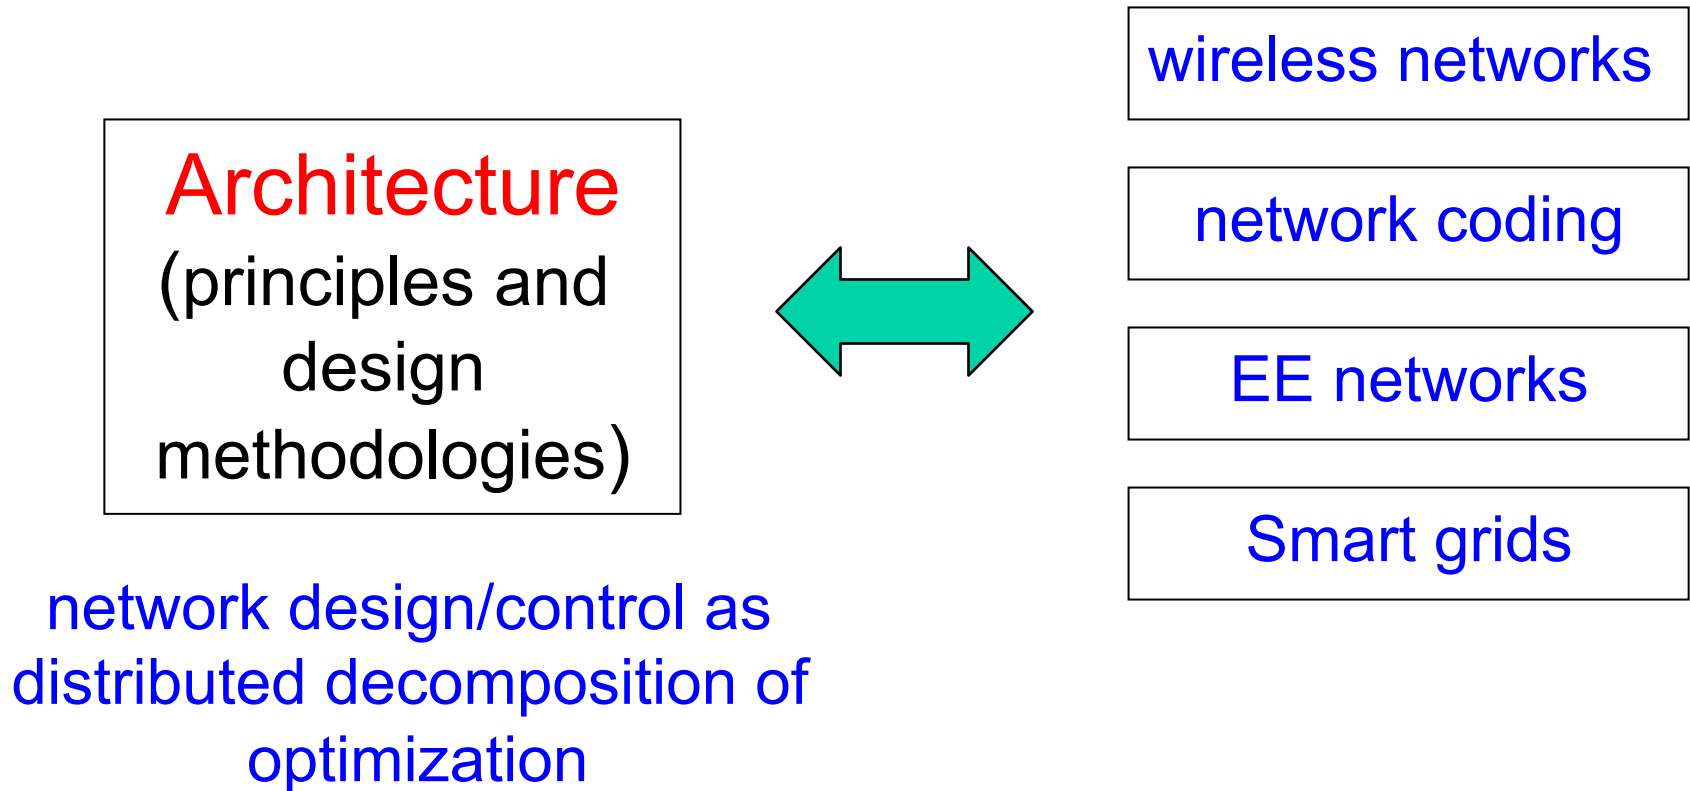 Architecture
(principles and
design
methodologies)
network design/control as
distributed decomposition of
optimization
wireless networks
network coding
EE networks
Smart grids